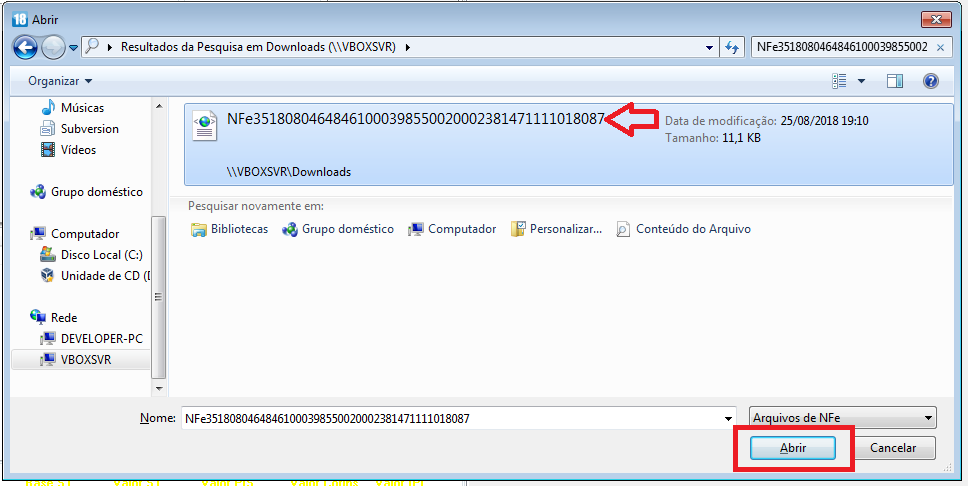 18 Abrir
Resultados da Pesquisa em Downloads (\\VBOXSVR)
NFe35180804648461000398550020002
Organizar
Músicas
Subversion
Vídeos
Grupo doméstico
Computador
Disco Local (C:)
Unidade de CD (D
Rede
DEVELOPER-PC
VBOXSVR
NFe35180804648461000398550020002381471111018087
\\VBOXSVR\Downloads
Data de modificação: 25/08/2018 19:10
Tamanho: 11,1 KB
Pesquisar novamente em:
Bibliotecas
Grupo doméstico
Computador
Personalizar...
Conteúdo do Arquivo
Nome:
NFe35180804648461000398550020002381471111018087
Arquivos de NFe
Abrir
Cancelar